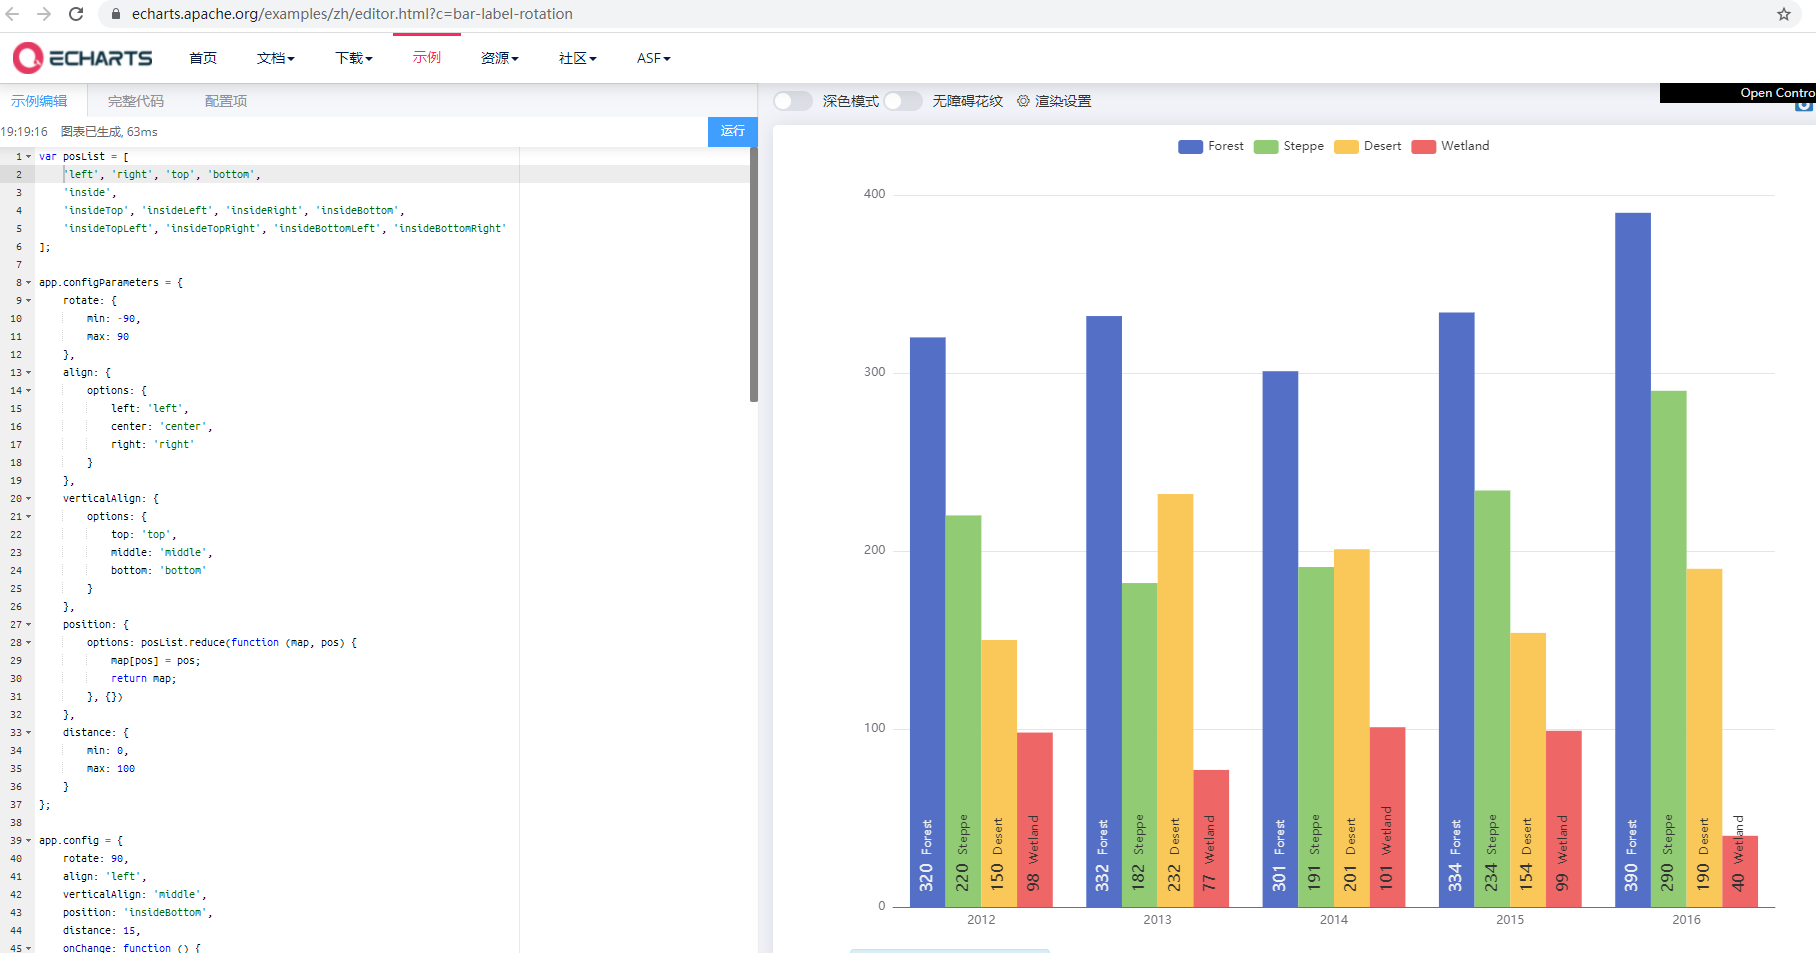 echarts.apache.org/examples/zh/editor.html?c=bar-label-rotation
ECHARTS
首页
文档
下载
示例
资源
社区
ASF
示例编辑
完整代码
配置项
深色模式
无障碍花纹
渲染设置
Open Contro
19:19:16 图表已生成, 63ms
运行
1 var posList = [
2 'left', 'right', 'top', 'bottom',
3 'inside',
4 'insideTop', 'insideLeft', 'insideRight', 'insideBottom',
5 'insideTopLeft', 'insideTopRight', 'insideBottomLeft', 'insideBottomRight'
6 ];
7
8 app.configParameters = {
9 rotate: {
10 min: -90,
11 max: 90
12 },
13 align: {
14 options: {
15 left: 'left',
16 center: 'center',
17 right: 'right'
18 }
19 },
20 verticalAlign: {
21 options: {
22 top: 'top',
23 middle: 'middle',
24 bottom: 'bottom'
25 }
26 },
27 position: {
28 options: posList.reduce(function (map, pos) {
29 map[pos] = pos;
30 return map;
31 }, {})
32 },
33 distance: {
34 min: 0,
35 max: 100
36 }
37 };
38
39 app.config = {
40 rotate: 90,
41 align: 'left',
42 verticalAlign: 'middle',
43 position: 'insideBottom',
44 distance: 15,
45 onChange: function () {
Forest
Steppe
Desert
Wetland
400
300
200
100
0
320 Forest
220 Steppe
150 Desert
98 Wetland
332 Forest
182 Steppe
232 Desert
77 Wetland
301 Forest
191 Steppe
201 Desert
101 Wetland
334 Forest
234 Steppe
154 Desert
99 Wetland
390 Forest
290 Steppe
190 Desert
40 Wetland
2012
2013
2014
2015
2016